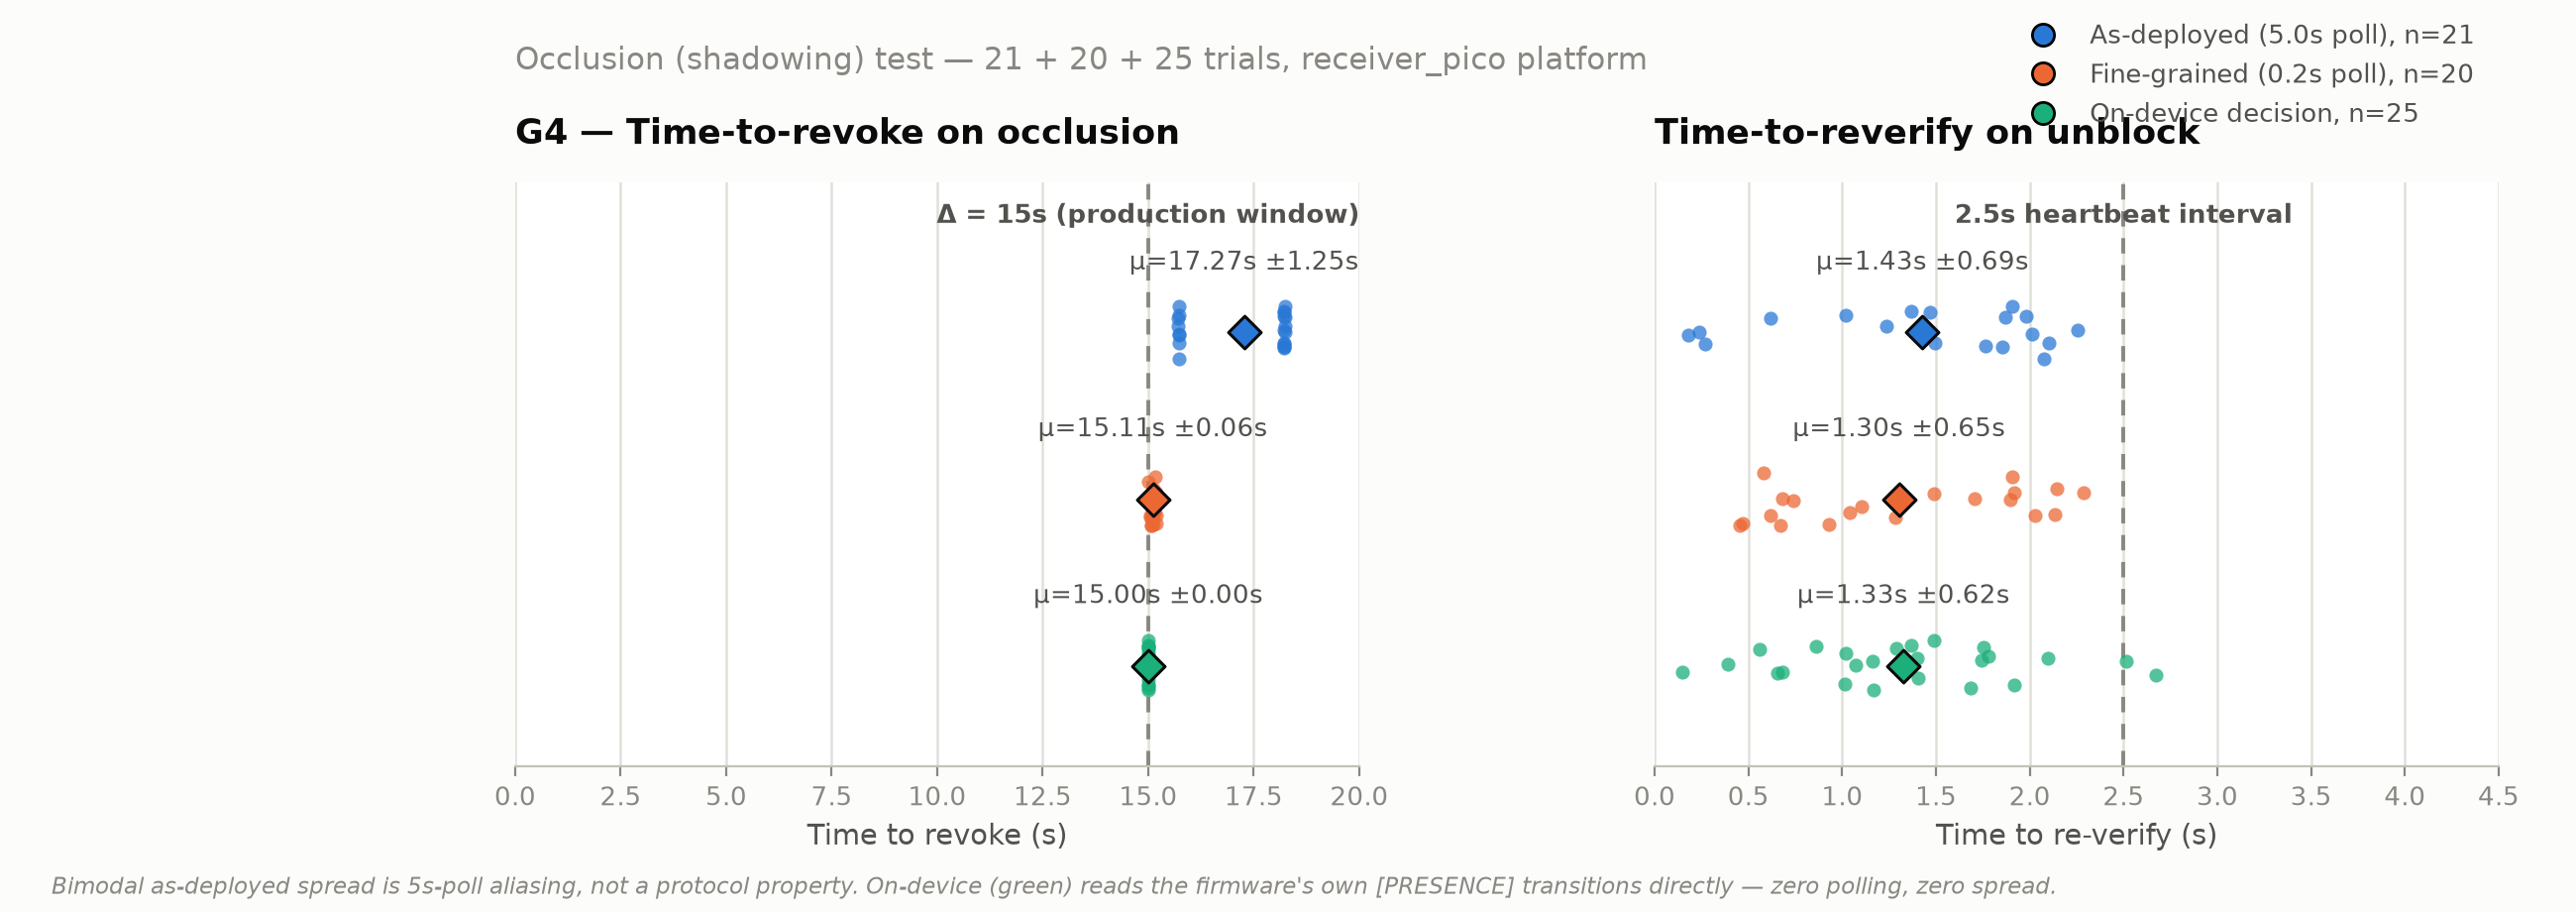 As-deployed (5.0s poll), n=21
Occlusion (shadowing) test — 21 + 20 + 25 trials, receiver_pico platform
Fine-grained (0.2s poll), n=20
On-device decision, n=25
G4 — Time-to-revoke on occlusion
Δ = 15s (production window)
μ=17.27s ±1.25s
μ=15.11s ±0.06s
μ=15.00s ±0.00s
0.0 2.5 5.0 7.5 10.0 12.5 15.0 17.5 20.0
Time to revoke (s)
Time-to-reverify on unblock
2.5s heartbeat interval
μ=1.43s ±0.69s
μ=1.30s ±0.65s
μ=1.33s ±0.62s
0.0 0.5 1.0 1.5 2.0 2.5 3.0 3.5 4.0 4.5
Time to re-verify (s)
Bimodal as-deployed spread is 5s-poll aliasing, not a protocol property. On-device (green) reads the firmware's own [PRESENCE] transitions directly — zero polling, zero spread.